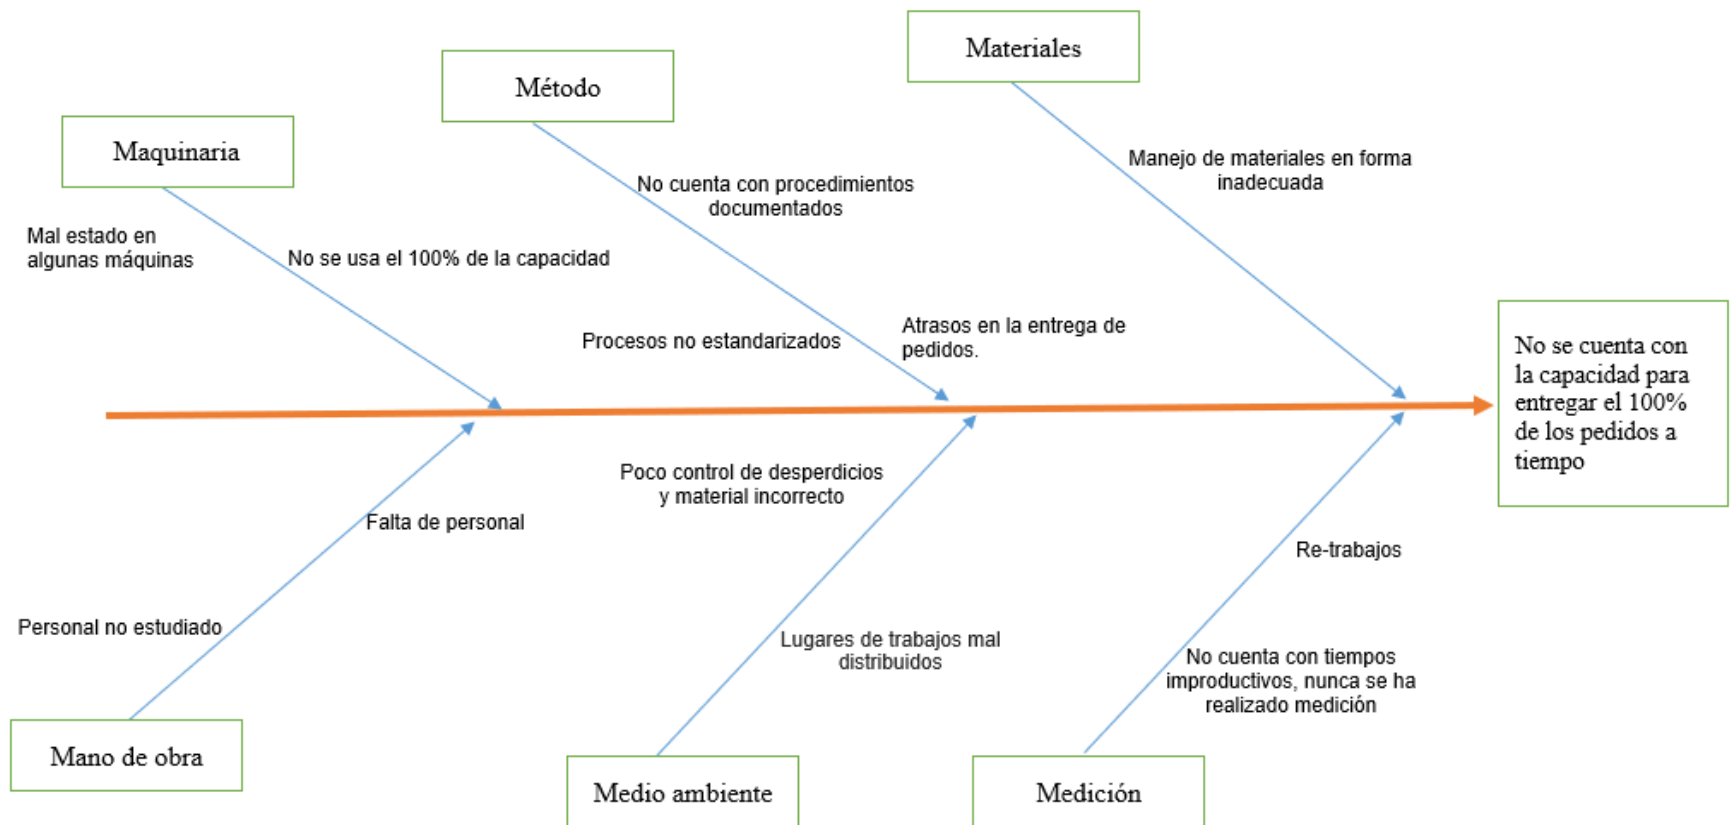 Materiales
Método
Maquinaria
Manejo de materiales en forma
inadecuada
No cuenta con procedimientos
documentados
Mal estado en
algunas máquinas
No se usa el 100% de la capacidad
Procesos no estandarizados
Atrasos en la entrega de
pedidos.
No se cuenta con
la capacidad para
entregar el 100%
de los pedidos a
tiempo
Poco control de desperdicios
y material incorrecto
Falta de personal
Re-trabajos
Personal no estudiado
Lugares de trabajos mal
distribuidos
No cuenta con tiempos
improductivos, nunca se ha
realizado medición
Mano de obra
Medio ambiente
Medición